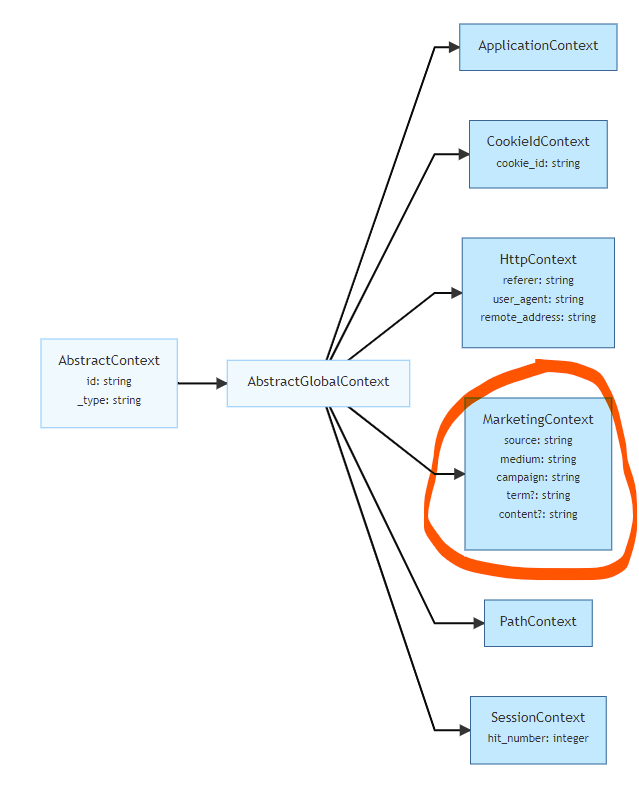 ApplicationContext
CookieIdContext
cookie_id: string
HttpContext
referer: string
user_agent: string
remote_address: string
AbstractContext
id: string
_type: string
AbstractGlobalContext
MarketingContext
source: string
medium: string
campaign: string
term?: string
content?: string
PathContext
SessionContext
hit_number: integer